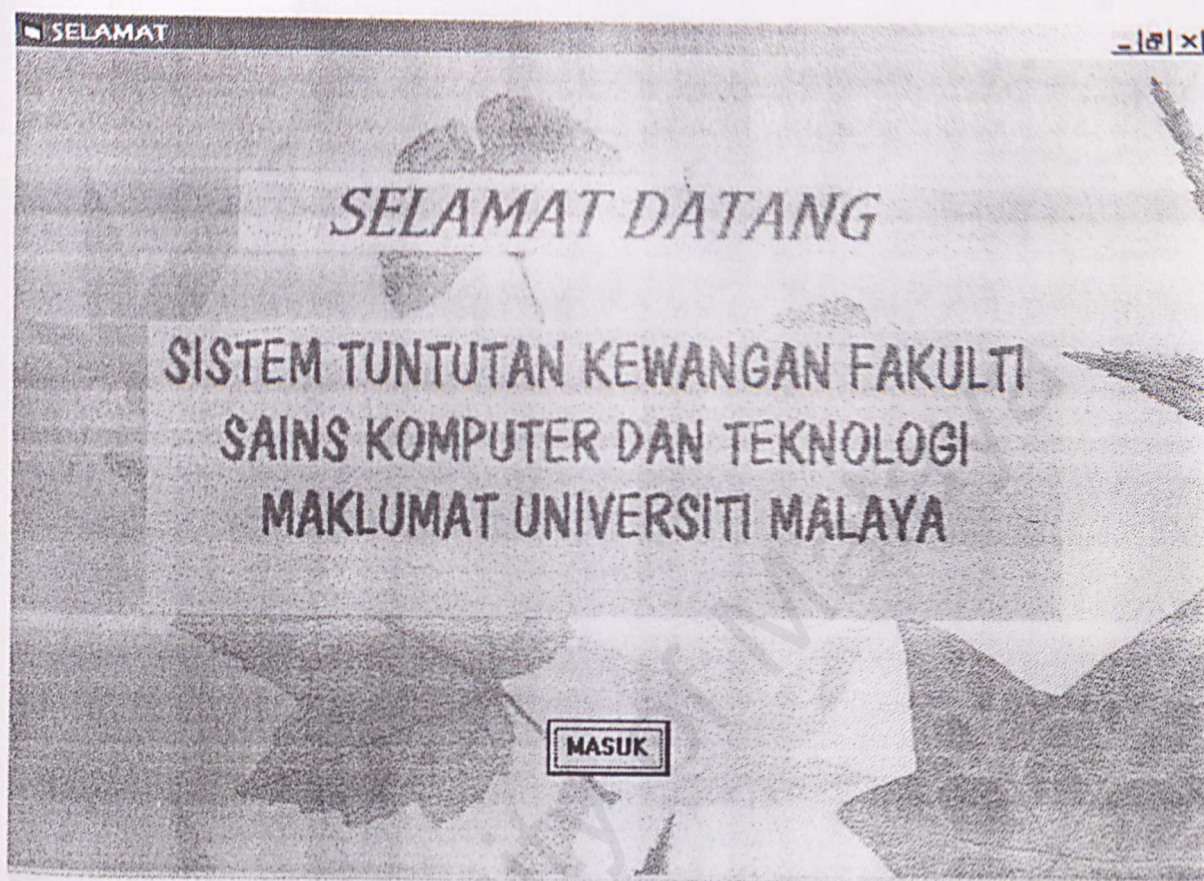 SELAMAT
SELAMAT DATANG
SISTEM TUNTUTAN KEWANGAN FAKULTI
SAINS KOMPUTER DAN TEKNOLOGI
MAKLUMAT UNIVERSITI MALAYA
MASUK